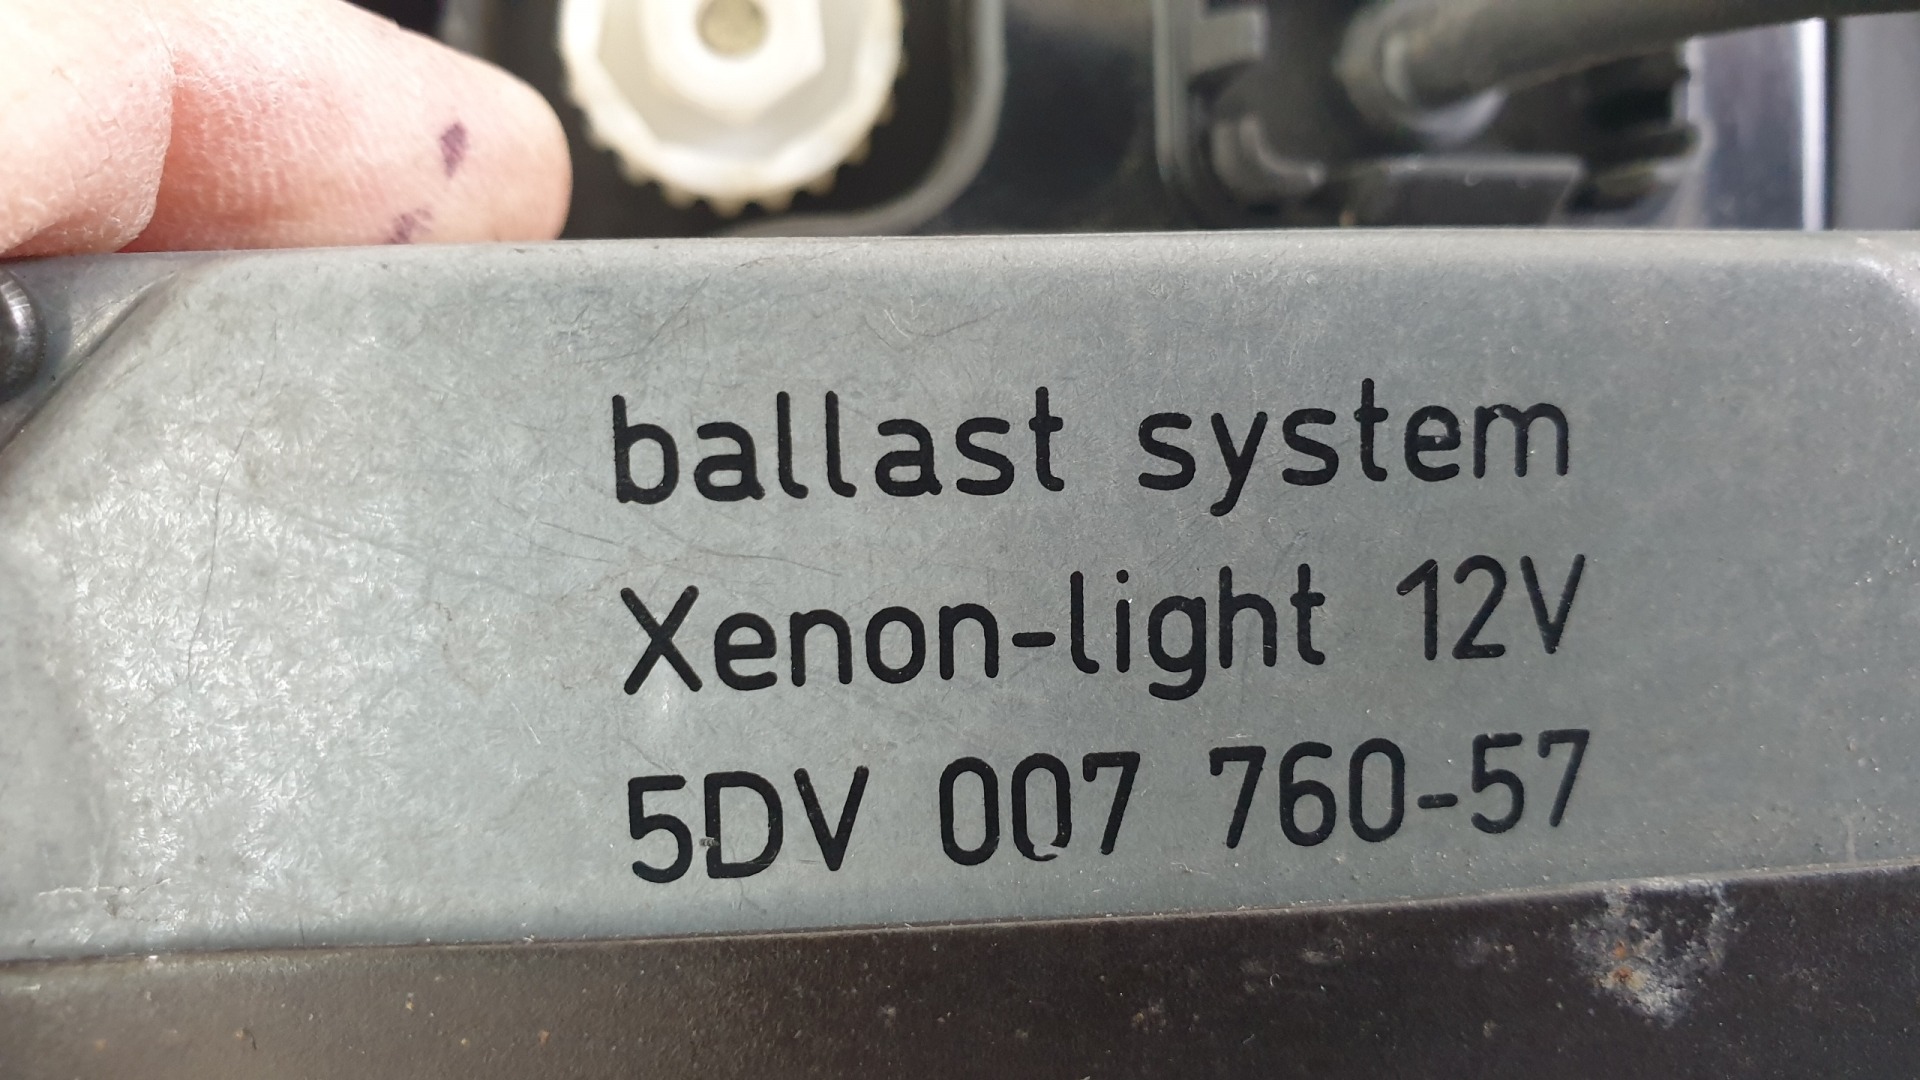 ballast system
Xenon-light 12V
5DV 007 760-57